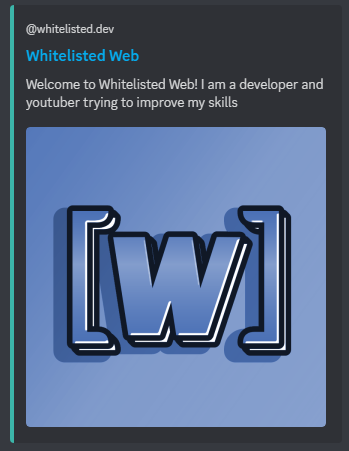 @whitelisted.dev
Whitelisted Web
Welcome to Whitelisted Web! I am a developer and
youtuber trying to improve my skills
[W]